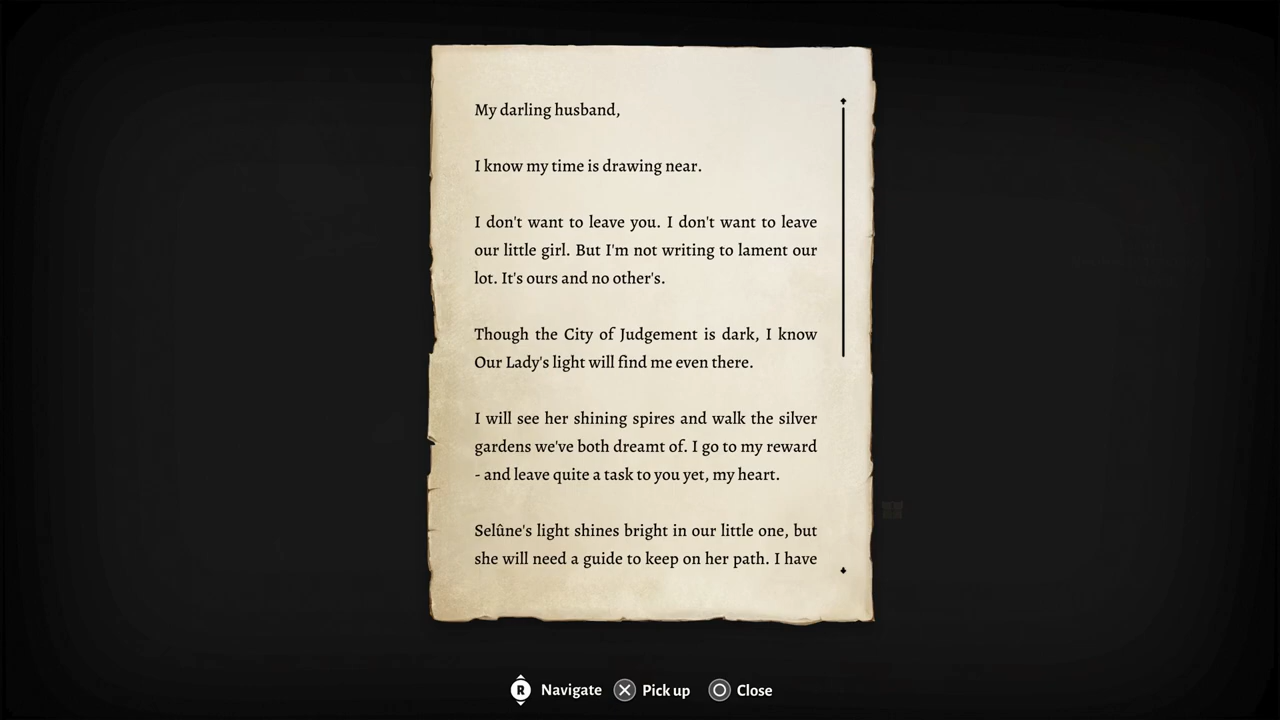 My darling husband,
I know my time is drawing near.
I don't want to leave you. I don't want to leave
our little girl. But I'm not writing to lament our
lot. It's ours and no other's.
Though the City of Judgement is dark, I know
Our Lady's light will find me even there.
I will see her shining spires and walk the silver
gardens we've both dreamt of. I go to my reward
- and leave quite a task to you yet, my heart.
Selûne's light shines bright in our little one, but
she will need a guide to keep on her path. I have
R Navigate Pick up Close